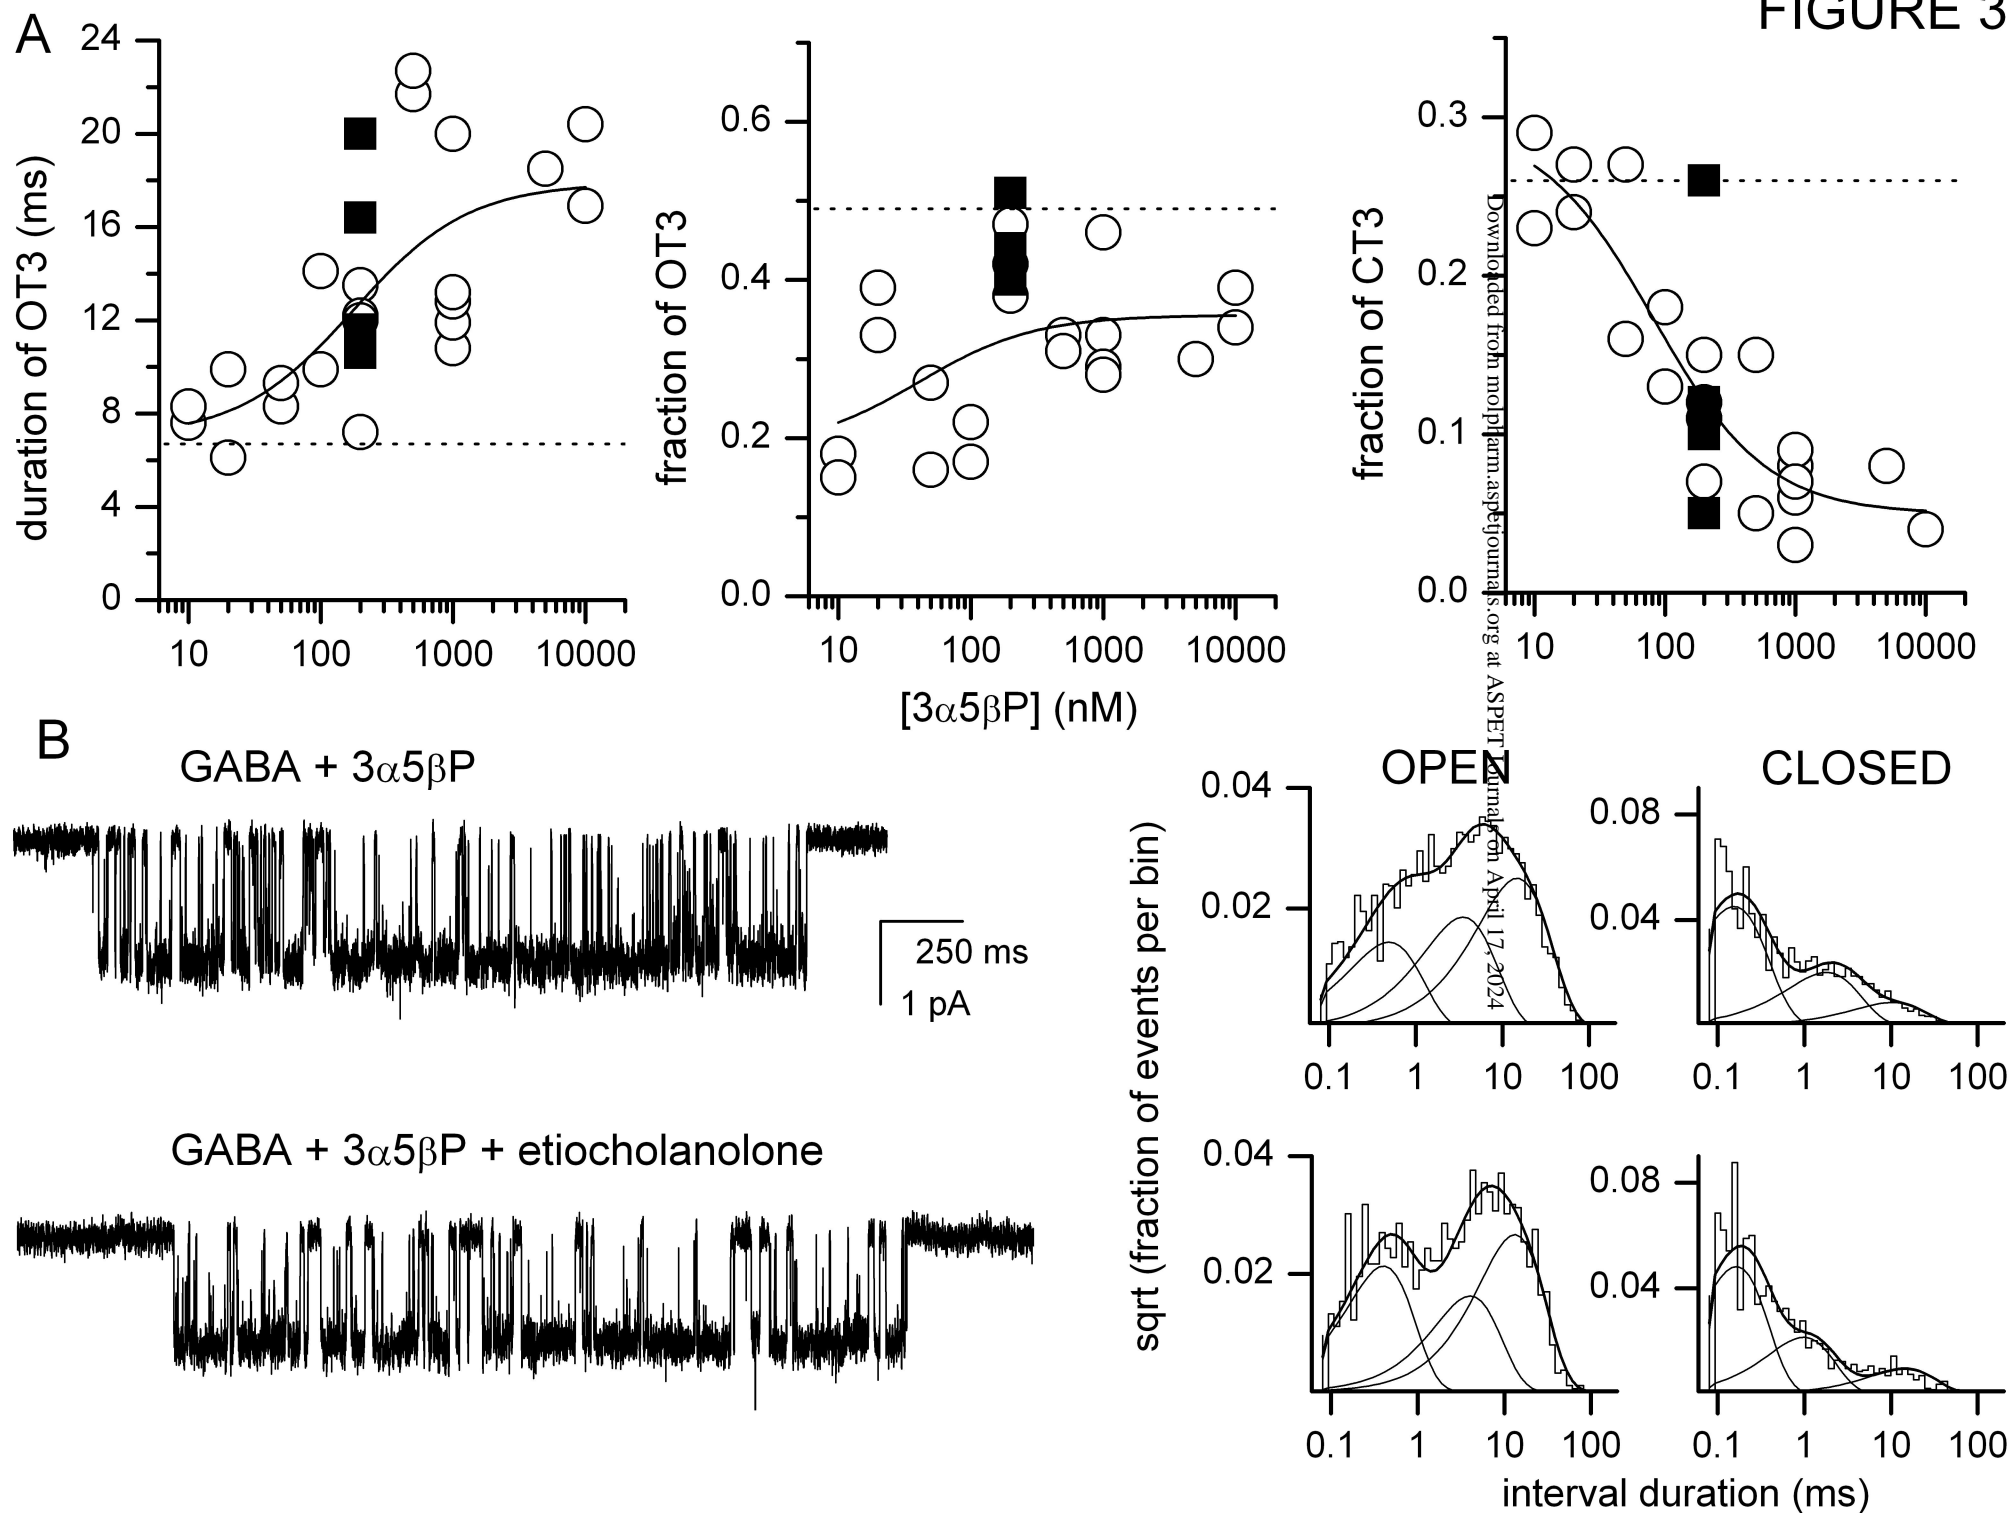 FIGURE 3
A
24
20
16
12
8
4
0
duration of OT3 (ms)
10 100 1000 10000
0.6
0.4
0.2
0.0
fraction of OT3
10 100 1000 10000
0.3
0.2
0.1
0.0
fraction of CT3
10 100 1000 10000
[3α5βP] (nM)
Downloaded from molpharm.aspetjournals.org at ASPET Journals on April 17, 2024
B
GABA + 3α5βP
250 ms
1 pA
GABA + 3α5βP + etiocholanolone
sqrt (fraction of events per bin)
OPEN
0.04
0.02
0.1 1 10 100
CLOSED
0.08
0.04
0.1 1 10 100
0.04
0.02
0.1 1 10 100
0.08
0.04
0.1 1 10 100
interval duration (ms)